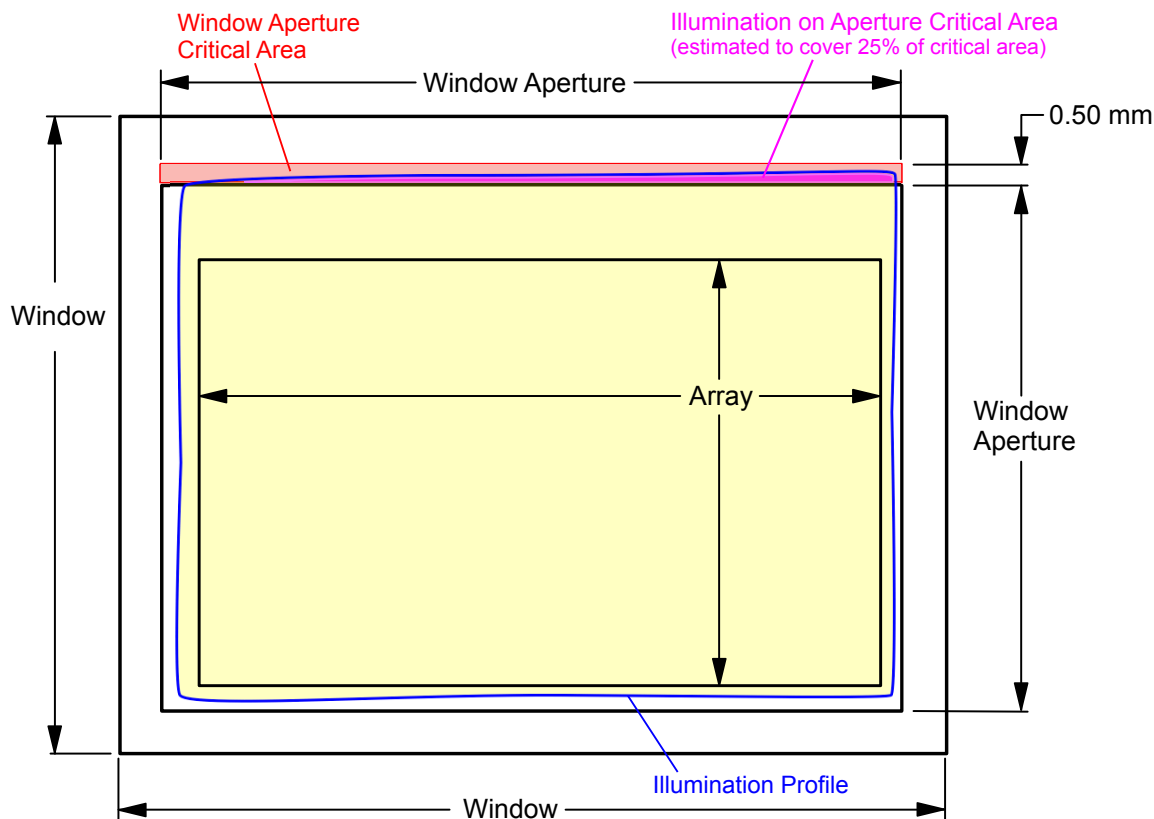 Window Aperture
Critical Area
Illumination on Aperture Critical Area
(estimated to cover 25% of critical area)
Window Aperture
0.50 mm
Window
Array
Window
Aperture
Illumination Profile
Window